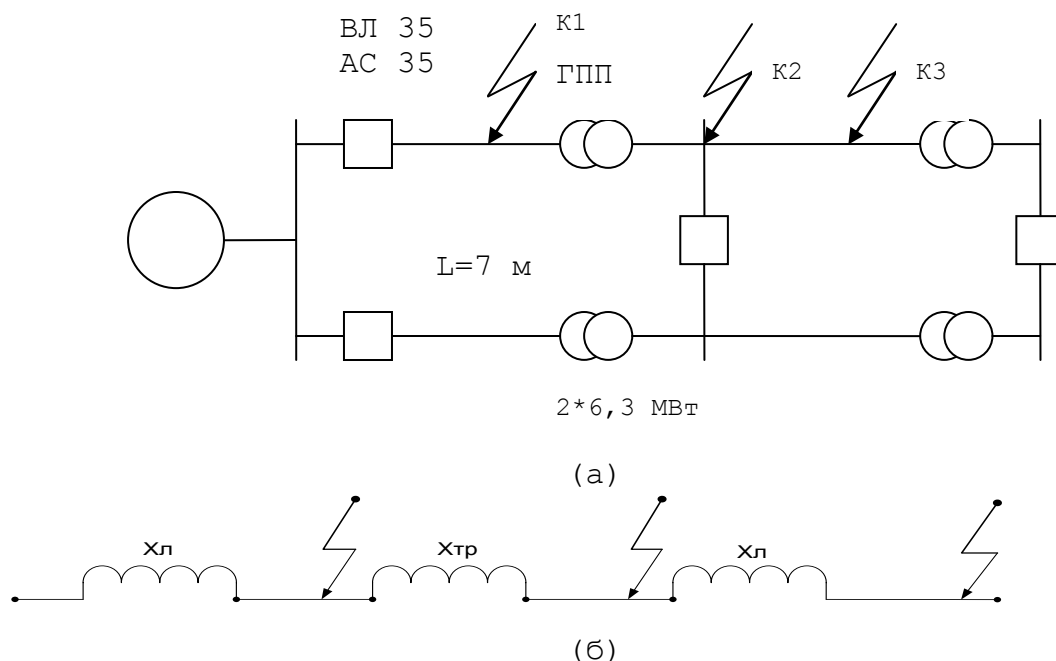 ВЛ 35
АС 35
К1
ГПП
К2
К3
L=7 м
2*6,3 МВт
(а)
Хл
Хтр
Хл
(б)